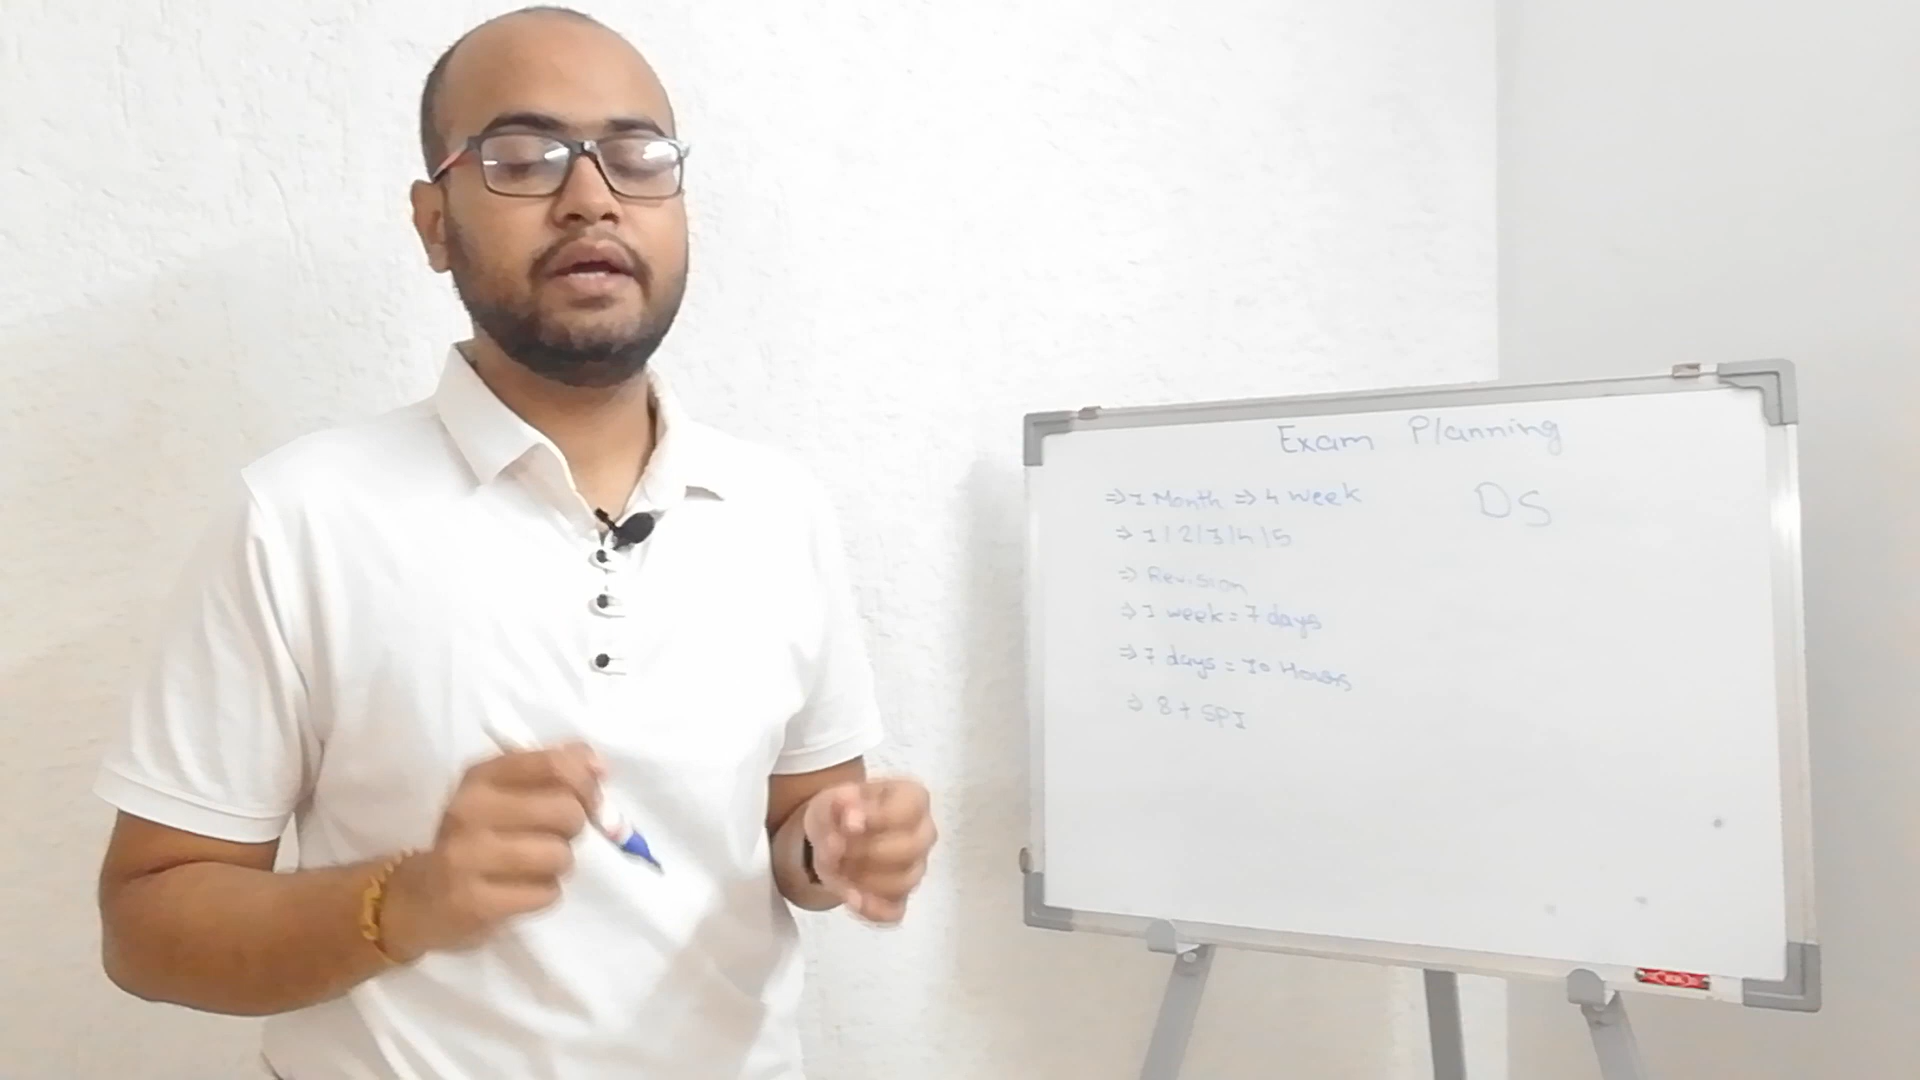 Exam Planning
⇒ 1 Month ⇒ 4 week
DS
⇒ 1/2/3/4/5
⇒ Revision
⇒ 1 week = 7 days
⇒ 7 days = 10 Hours
⇒ 8+ SPI